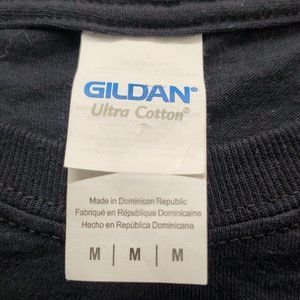 GILDAN®
Ultra Cotton®
Made in Dominican Republic
Fabriqué en République Dominicaine
Hecho en República Dominicana
M | M | M